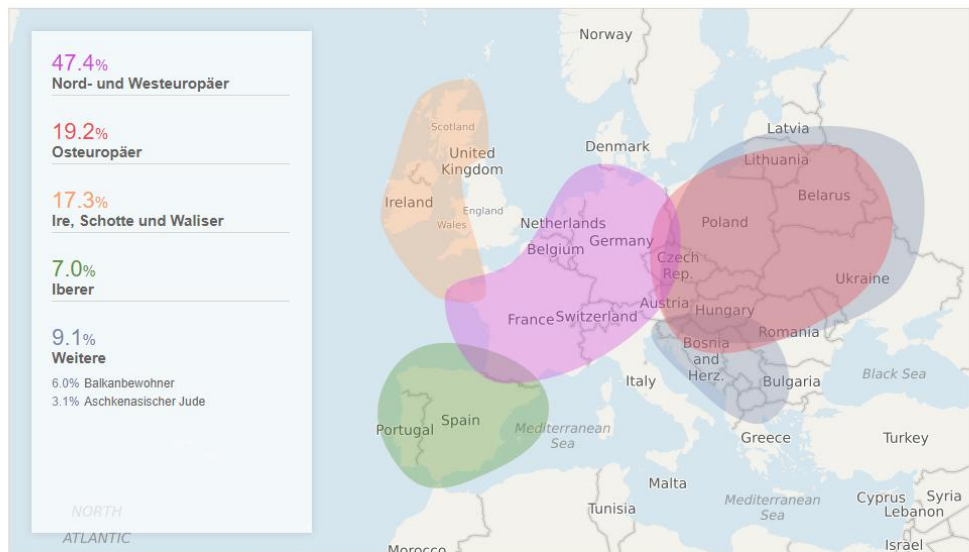 47.4%
Nord- und Westeuropäer
19.2%
Osteuropäer
17.3%
Ire, Schotte und Waliser
7.0%
Iberer
9.1%
Weitere
6.0% Balkanbewohner
3.1% Aschkenasischer Jude
NORTH
ATLANTIC
Norway
Scotland
United
Kingdom
Ireland
England
Wales
Denmark
Latvia
Lithuania
Belarus
Netherlands
Belgium
Germany
Poland
Czech
Rep.
Ukraine
Austria
Hungary
France
Switzerland
Romania
Bosnia
and
Herz.
Italy
Bulgaria
Black Sea
Portugal
Spain
Mediterranean
Sea
Greece
Turkey
Malta
Tunisia
Mediterranean
Sea
Cyprus
Syria
Lebanon
Israel
Morocco